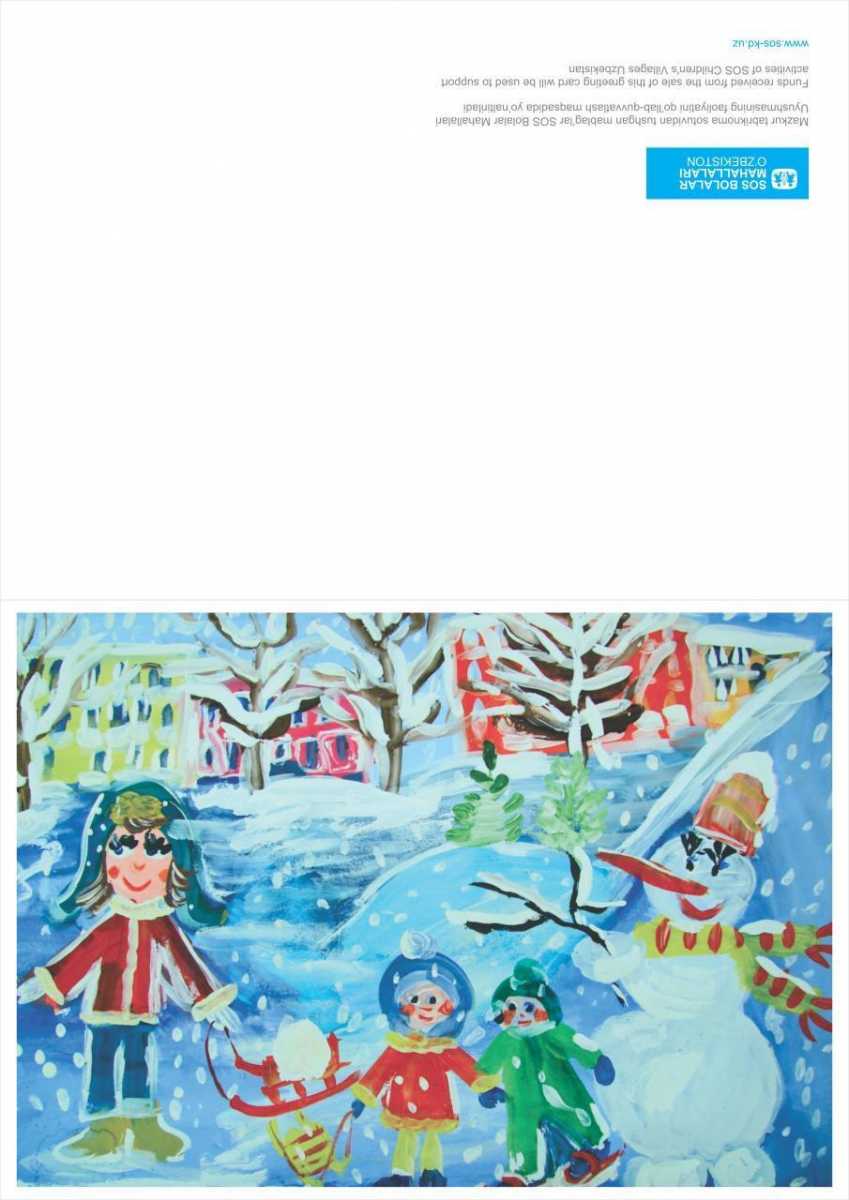 SOS BOLALAR
MAHALLALARI
O'ZBEKISTON
Mazkur tabriknoma sotuvidan tushgan mablag'lar SOS Bolalar Mahallalari
Uyushmasining faoliyatini qo'llab-quvvatlash maqsadida yo'naltiriladi
Funds received from the sale of this greeting card will be used to support
activities of SOS Children's Villages Uzbekistan
www.sos-kd.uz